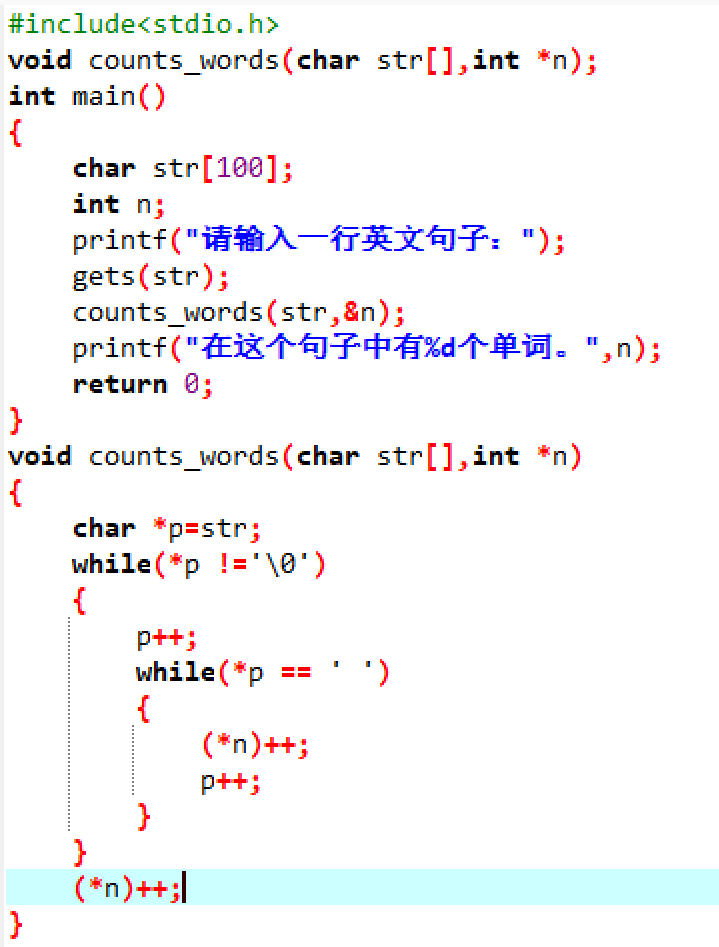 #include<stdio.h>
void counts_words(char str[],int *n);
int main()
{
    char str[100];
    int n;
    printf("请输入一行英文句子：");
    gets(str);
    counts_words(str,&n);
    printf("在这个句子中有%d个单词。",n);
    return 0;
}
void counts_words(char str[],int *n)
{
    char *p=str;
    while(*p !='\0')
    {
        p++;
        while(*p == ' ')
        {
            (*n)++;
            p++;
        }
    }
    (*n)++;
}